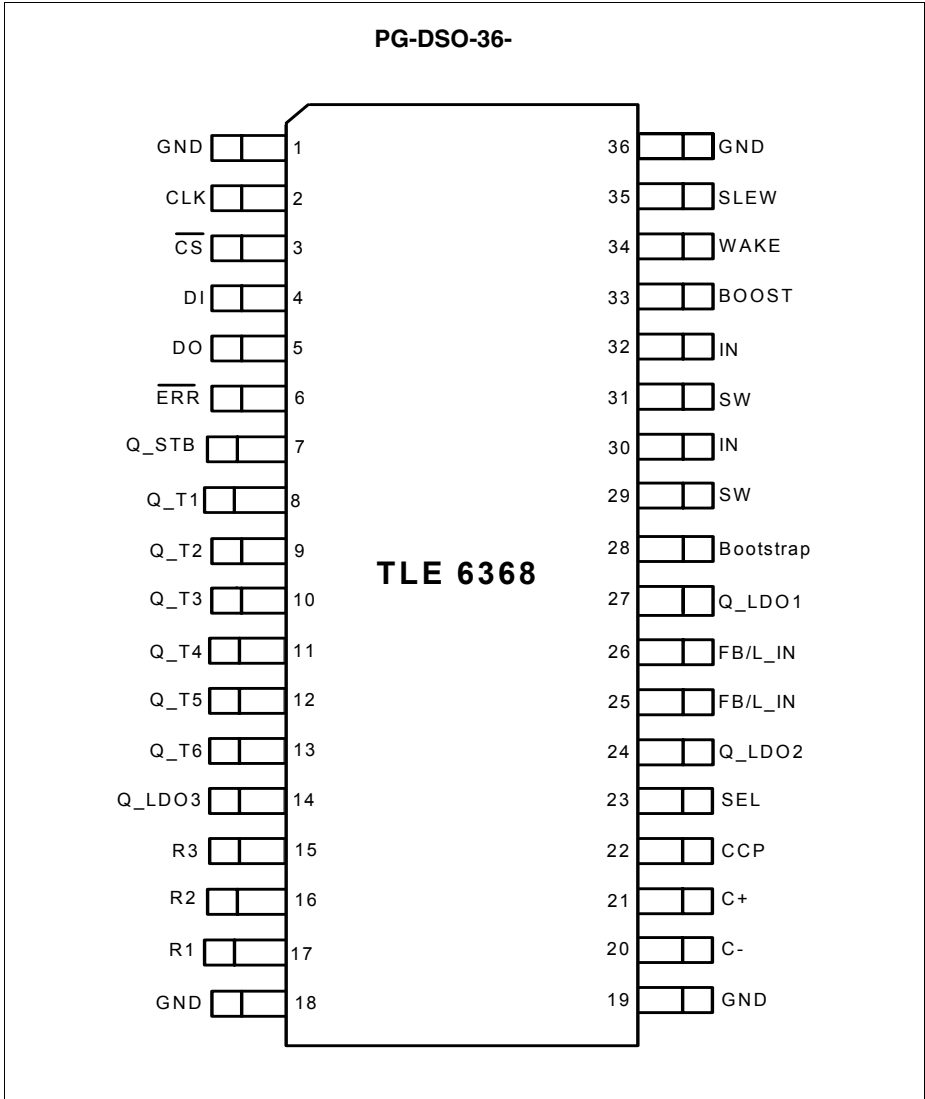 PG-DSO-36-
GND 1 36 GND
CLK 2 35 SLEW
C̅S̅ 3 34 WAKE
DI 4 33 BOOST
DO 5 32 IN
E̅R̅R̅ 6 31 SW
Q_STB 7 30 IN
Q_T1 8 29 SW
Q_T2 9 28 Bootstrap
TLE 6368
Q_T3 10 27 Q_LDO1
Q_T4 11 26 FB/L_IN
Q_T5 12 25 FB/L_IN
Q_T6 13 24 Q_LDO2
Q_LDO3 14 23 SEL
R3 15 22 CCP
R2 16 21 C+
R1 17 20 C-
GND 18 19 GND